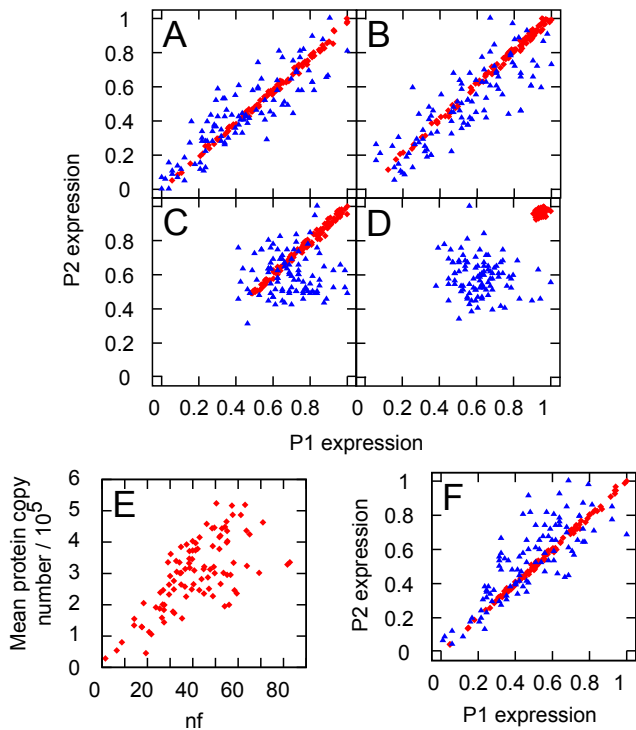 A
B
1
0.8
0.6
0.4
0.2
0
C
D
0.8
0.6
0.4
0.2
0
P2 expression
0 0.2 0.4 0.6 0.8 0 0.2 0.4 0.6 0.8 1
P1 expression
E
6
5
4
3
2
1
0
Mean protein copy
number / 10^5
0 20 40 60 80
nf
F
1
0.8
0.6
0.4
0.2
0
P2 expression
0 0.2 0.4 0.6 0.8 1
P1 expression